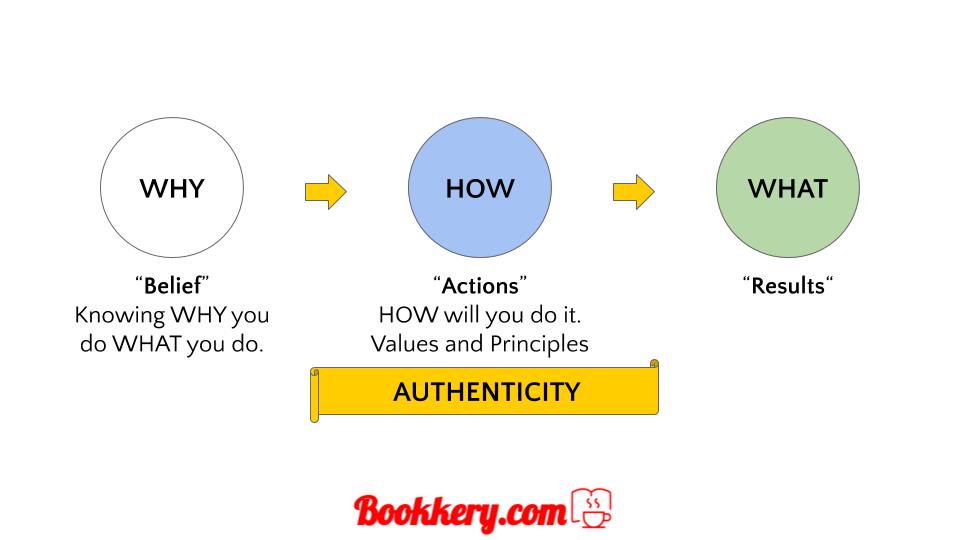 WHY
HOW
WHAT
“Belief”
Knowing WHY you
do WHAT you do.
“Actions”
HOW will you do it.
Values and Principles
“Results“
AUTHENTICITY
Bookkery.com